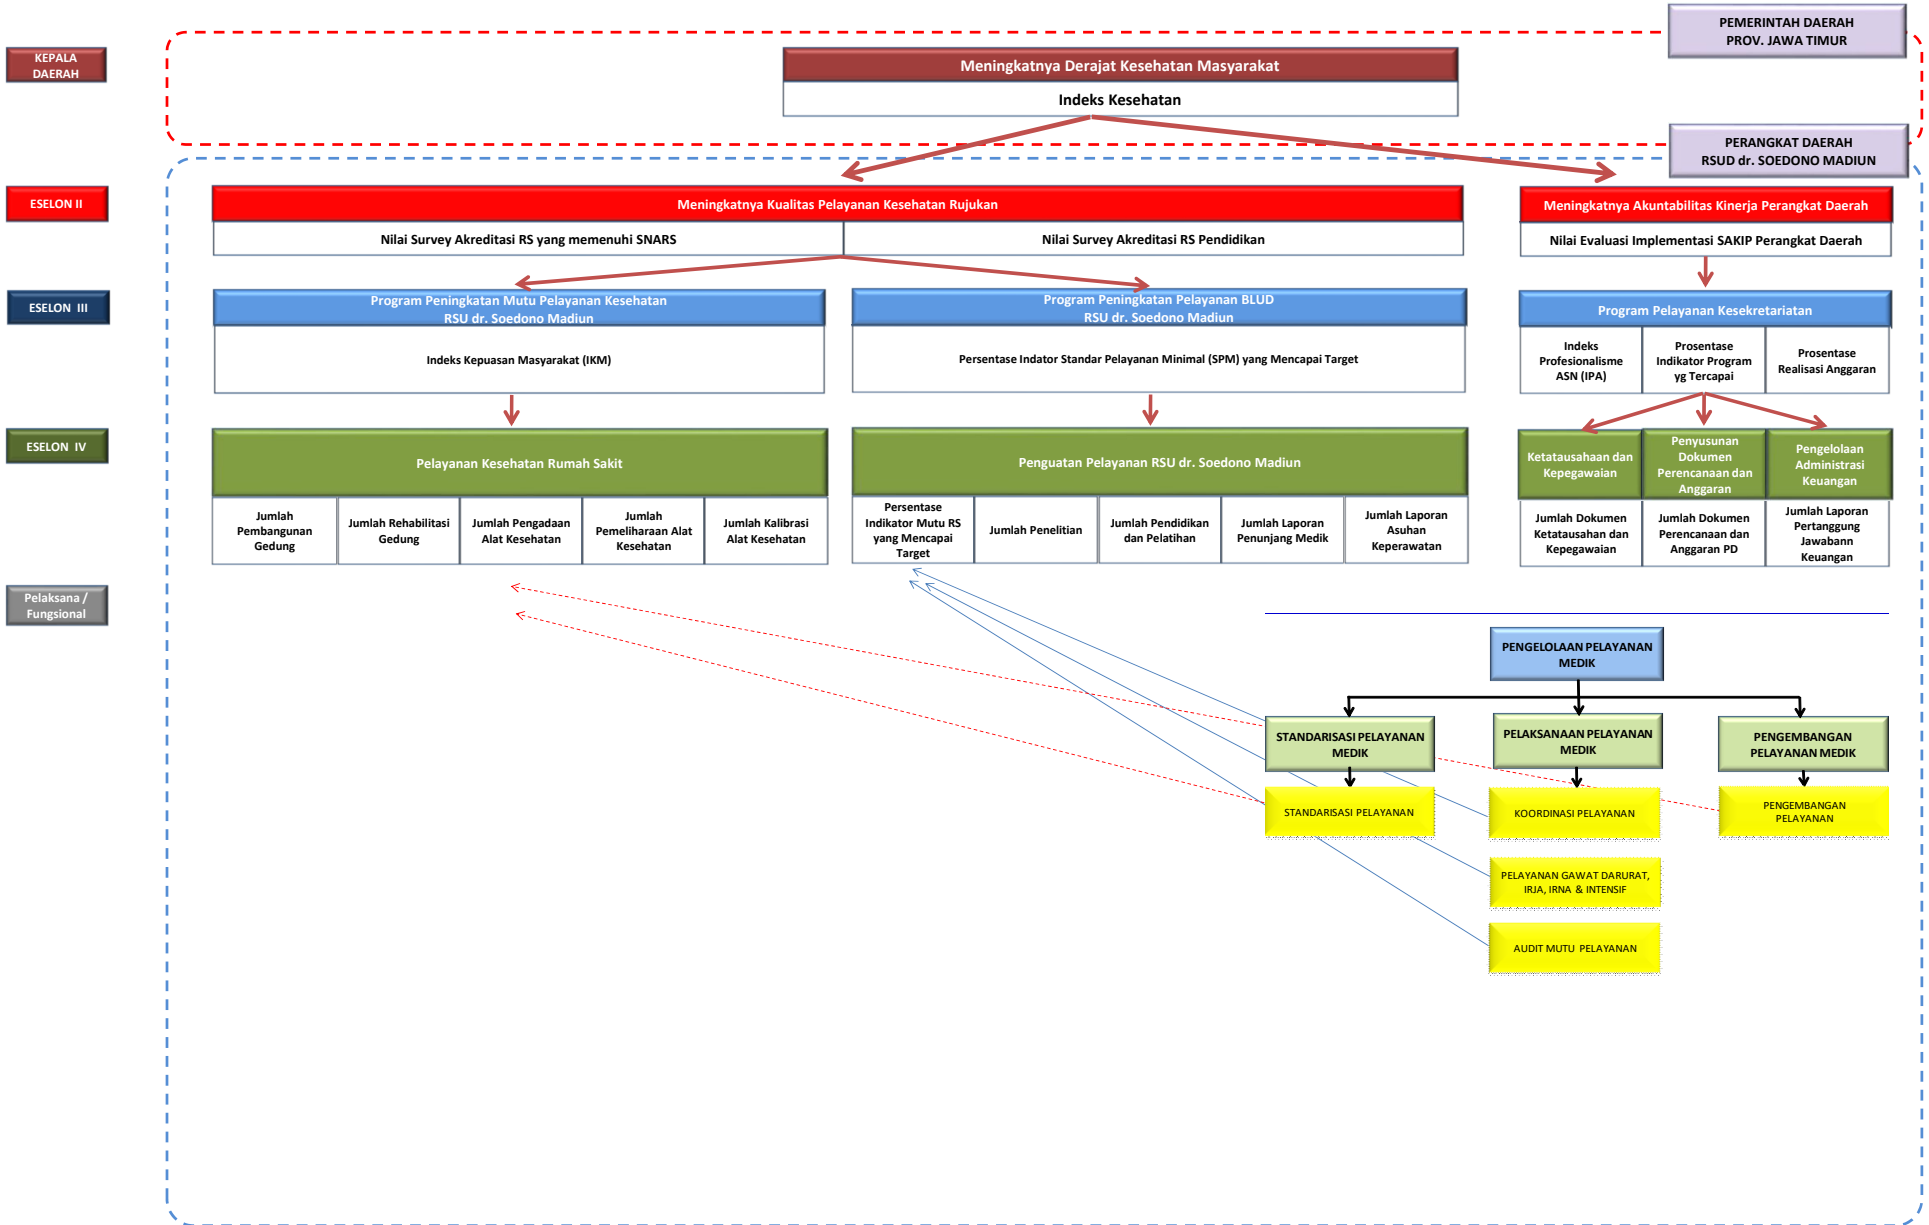 PEMERINTAH DAERAH
PROV. JAWA TIMUR
KEPALA
DAERAH
Meningkatnya Derajat Kesehatan Masyarakat
Indeks Kesehatan
PERANGKAT DAERAH
RSUD dr. SOEDONO MADIUN
ESELON II
Meningkatnya Kualitas Pelayanan Kesehatan Rujukan
Nilai Survey Akreditasi RS yang memenuhi SNARS
Nilai Survey Akreditasi RS Pendidikan
Meningkatnya Akuntabilitas Kinerja Perangkat Daerah
Nilai Evaluasi Implementasi SAKIP Perangkat Daerah
ESELON III
Program Peningkatan Mutu Pelayanan Kesehatan
RSU dr. Soedono Madiun
Indeks Kepuasan Masyarakat (IKM)
Program Peningkatan Pelayanan BLUD
RSU dr. Soedono Madiun
Persentase Indator Standar Pelayanan Minimal (SPM) yang Mencapai Target
Program Pelayanan Kesekretariatan
Indeks
Profesionalisme
ASN (IPA)
Prosentase
Indikator Program
yg Tercapai
Prosentase
Realisasi Anggaran
ESELON IV
Pelayanan Kesehatan Rumah Sakit
Jumlah
Pembangunan
Gedung
Jumlah Rehabilitasi
Gedung
Jumlah Pengadaan
Alat Kesehatan
Jumlah
Pemeliharaan Alat
Kesehatan
Jumlah Kalibrasi
Alat Kesehatan
Penguatan Pelayanan RSU dr. Soedono Madiun
Persentase
Indikator Mutu RS
yang Mencapai
Target
Jumlah Penelitian
Jumlah Pendidikan
dan Pelatihan
Jumlah Laporan
Penunjang Medik
Jumlah Laporan
Asuhan
Keperawatan
Ketatausahaan dan
Kepegawaian
Penyusunan
Dokumen
Perencanaan dan
Anggaran
Pengelolaan
Administrasi
Keuangan
Jumlah Dokumen
Ketatausahan dan
Kepegawaian
Jumlah Dokumen
Perencanaan dan
Anggaran PD
Jumlah Laporan
Pertanggung
Jawabann
Keuangan
Pelaksana /
Fungsional
PENGELOLAAN PELAYANAN
MEDIK
STANDARISASI PELAYANAN
MEDIK
PELAKSANAAN PELAYANAN
MEDIK
PENGEMBANGAN
PELAYANAN MEDIK
STANDARISASI PELAYANAN
KOORDINASI PELAYANAN
PENGEMBANGAN
PELAYANAN
PELAYANAN GAWAT DARURAT,
IRJA, IRNA & INTENSIF
AUDIT MUTU PELAYANAN